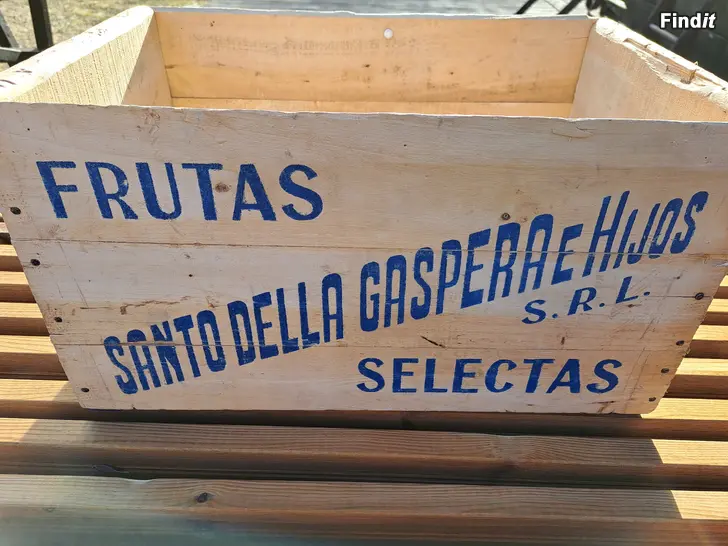 Findit
FRUTAS
SANTO DELLA GASPERA E HIJOS
S.R.L.
SELECTAS